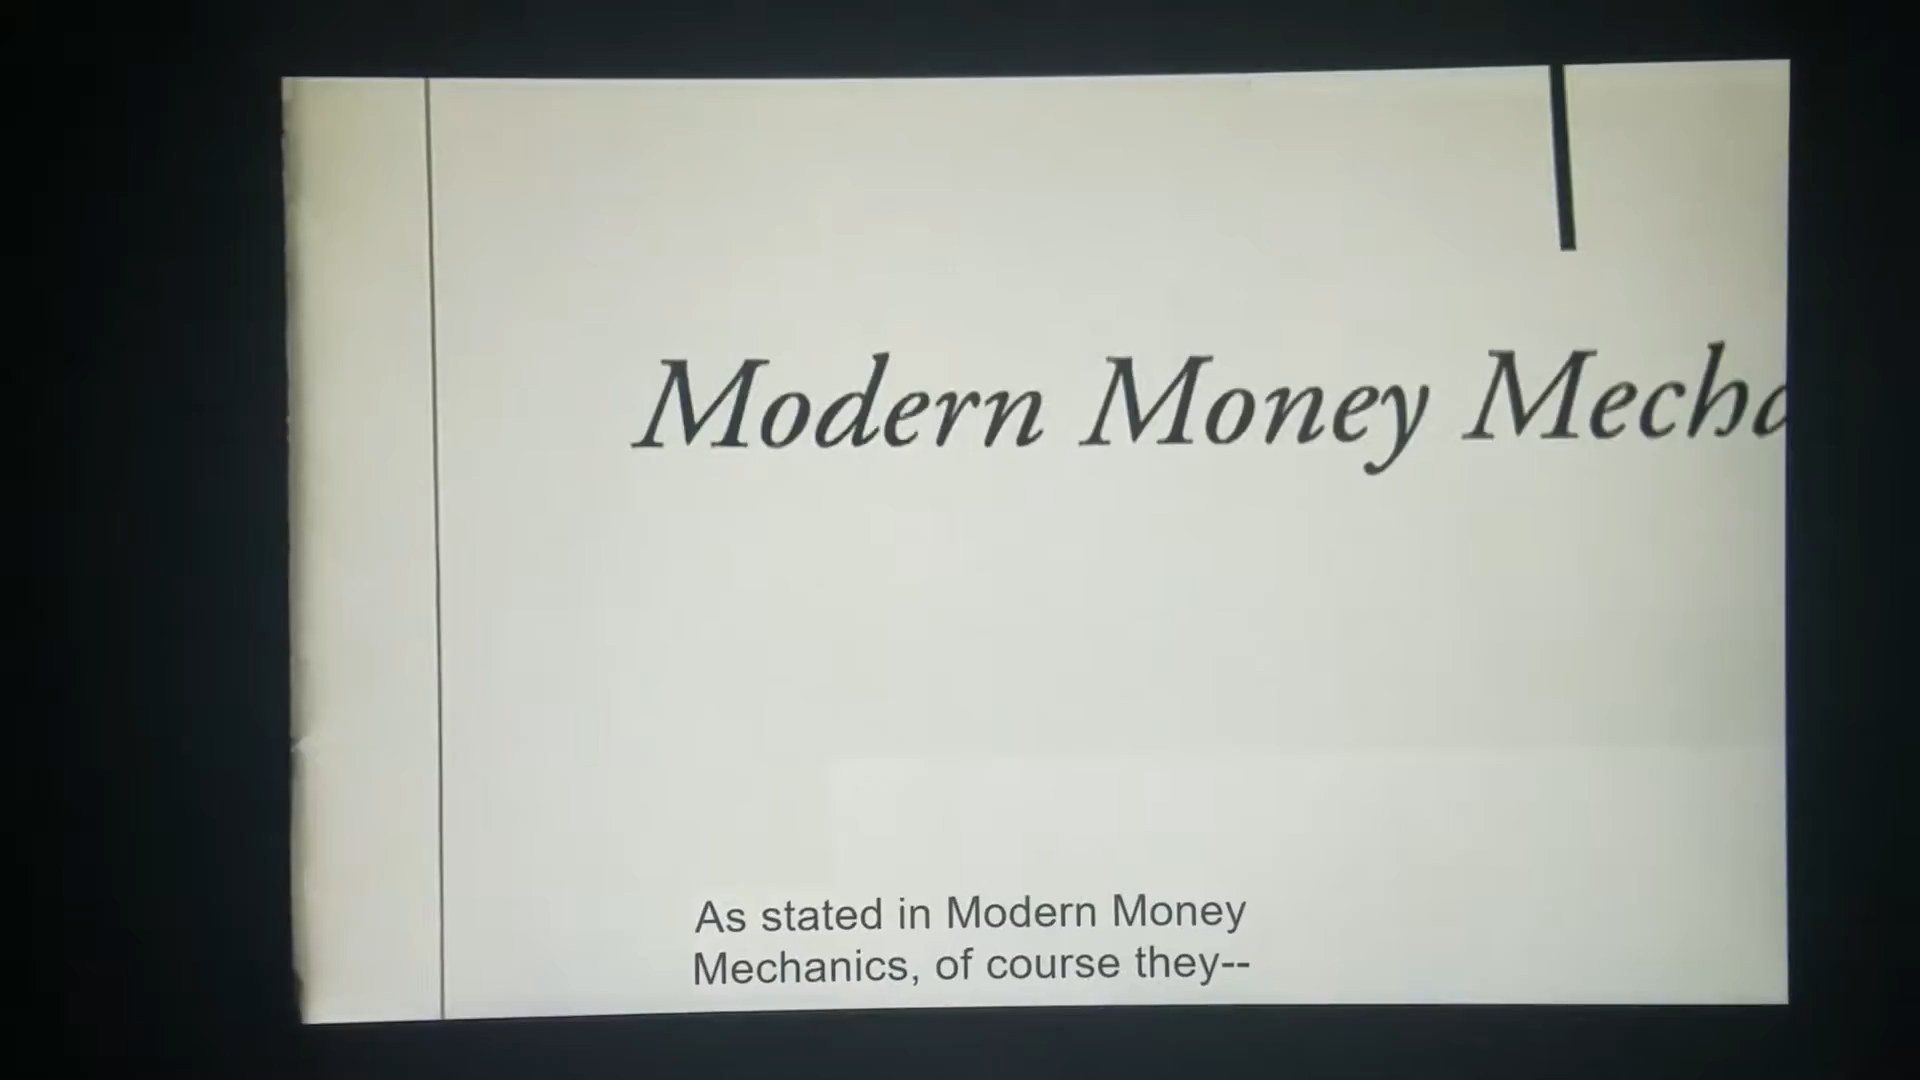 Modern Money Mecha
As stated in Modern Money
Mechanics, of course they--